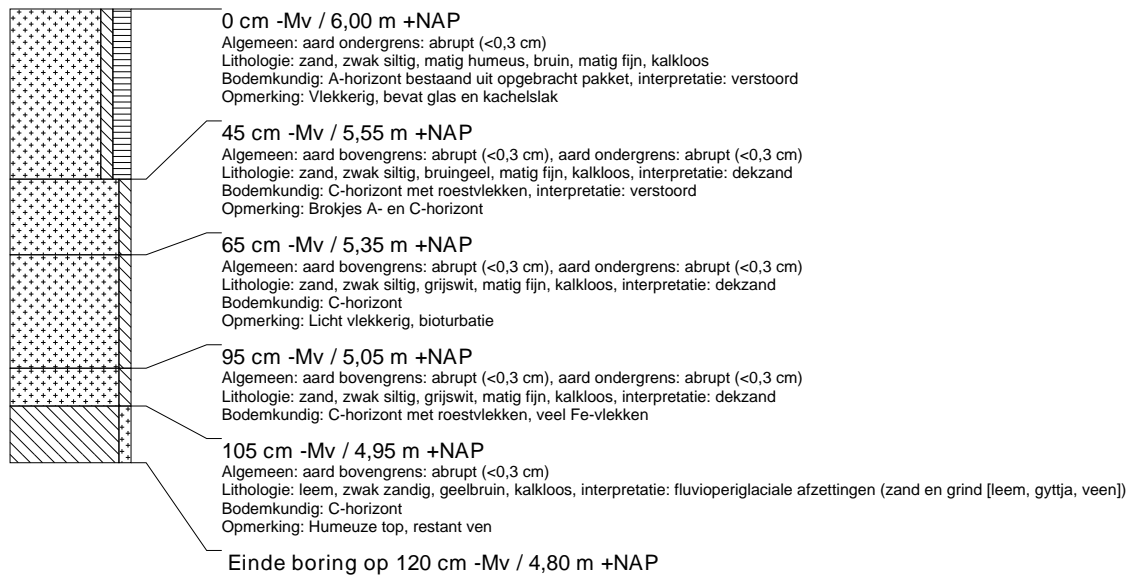 0 cm -Mv / 6,00 m +NAP
Algemeen: aard ondergrens: abrupt (<0,3 cm)
Lithologie: zand, zwak siltig, matig humeus, bruin, matig fijn, kalkloos
Bodemkundig: A-horizont bestaand uit opgebracht pakket, interpretatie: verstoord
Opmerking: Vlekkerig, bevat glas en kachelslak
45 cm -Mv / 5,55 m +NAP
Algemeen: aard bovengrens: abrupt (<0,3 cm), aard ondergrens: abrupt (<0,3 cm)
Lithologie: zand, zwak siltig, bruingeel, matig fijn, kalkloos, interpretatie: dekzand
Bodemkundig: C-horizont met roestvlekken, interpretatie: verstoord
Opmerking: Brokjes A- en C-horizont
65 cm -Mv / 5,35 m +NAP
Algemeen: aard bovengrens: abrupt (<0,3 cm), aard ondergrens: abrupt (<0,3 cm)
Lithologie: zand, zwak siltig, grijswit, matig fijn, kalkloos, interpretatie: dekzand
Bodemkundig: C-horizont
Opmerking: Licht vlekkerig, bioturbatie
95 cm -Mv / 5,05 m +NAP
Algemeen: aard bovengrens: abrupt (<0,3 cm), aard ondergrens: abrupt (<0,3 cm)
Lithologie: zand, zwak siltig, grijswit, matig fijn, kalkloos, interpretatie: dekzand
Bodemkundig: C-horizont met roestvlekken, veel Fe-vlekken
105 cm -Mv / 4,95 m +NAP
Algemeen: aard bovengrens: abrupt (<0,3 cm)
Lithologie: leem, zwak zandig, geelbruin, kalkloos, interpretatie: fluvioperiglaciale afzettingen (zand en grind [leem, gyttja, veen])
Bodemkundig: C-horizont
Opmerking: Humeuze top, restant ven
Einde boring op 120 cm -Mv / 4,80 m +NAP